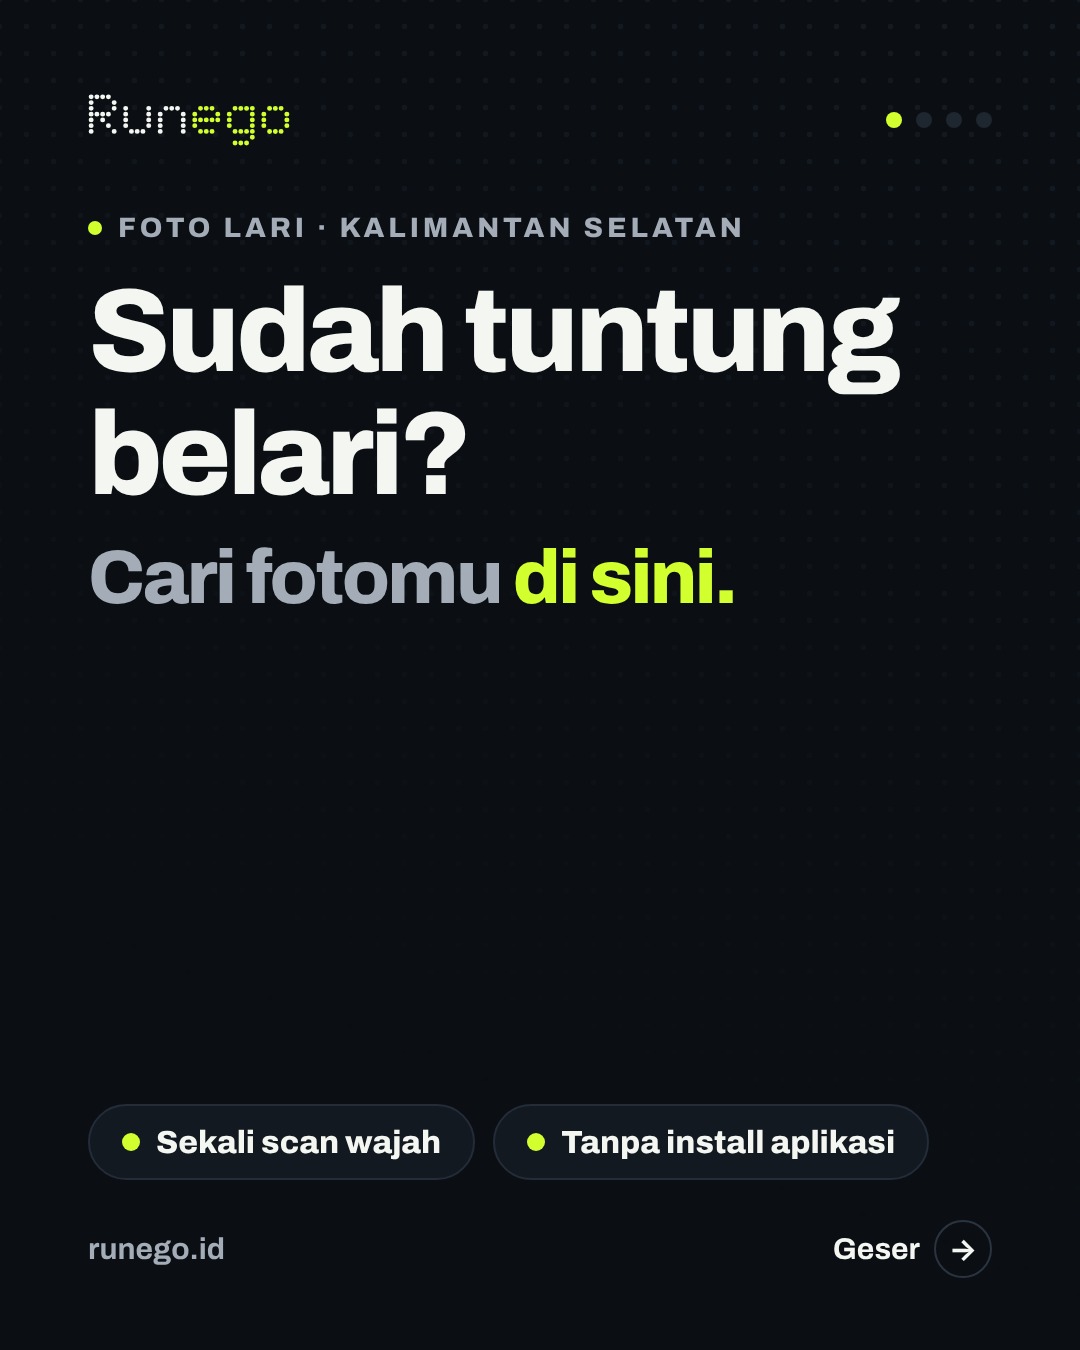 Runego
FOTO LARI · KALIMANTAN SELATAN
Sudah tuntung
belari?
Cari fotomu di sini.
Sekali scan wajah
Tanpa install aplikasi
runego.id
Geser →